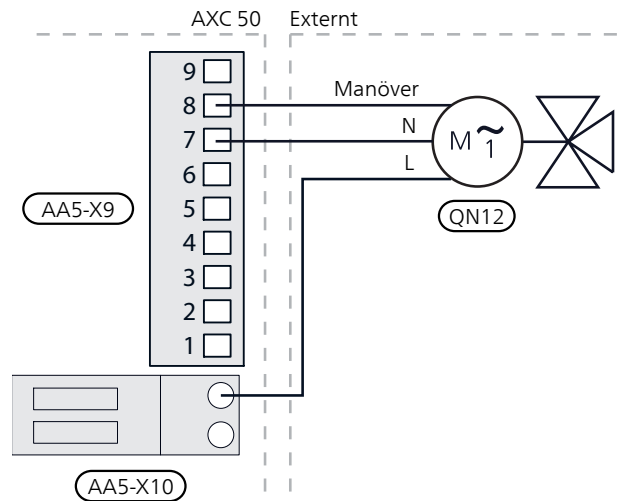 AXC 50 Externt
9
8
7
6
5
4
3
2
1
Manöver
N
L
M ~
1
AA5-X9
QN12
AA5-X10